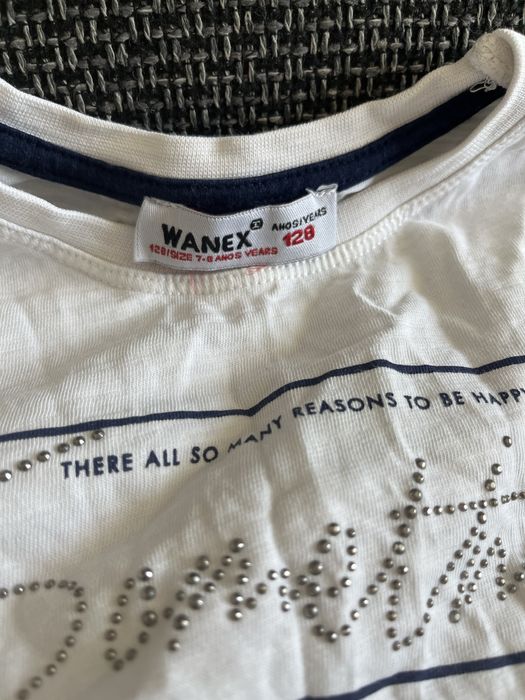 WANEX
ANOS/YEARS
128/SIZE 7-8 ANOS YEARS 128
THERE ALL SO MANY REASONS TO BE HAPPY